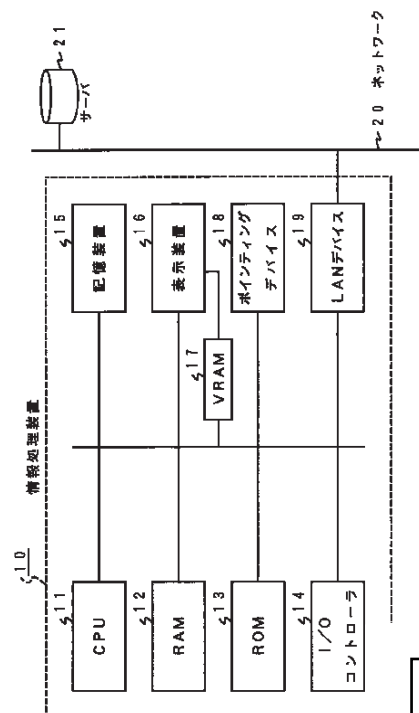 情報処理装置
10
11
CPU
12
RAM
13
ROM
14
I/O
コントローラ
15
記憶装置
16
表示装置
17
VRAM
18
ポインティング
デバイス
19
LANデバイス
20 ネットワーク
21
サーバ